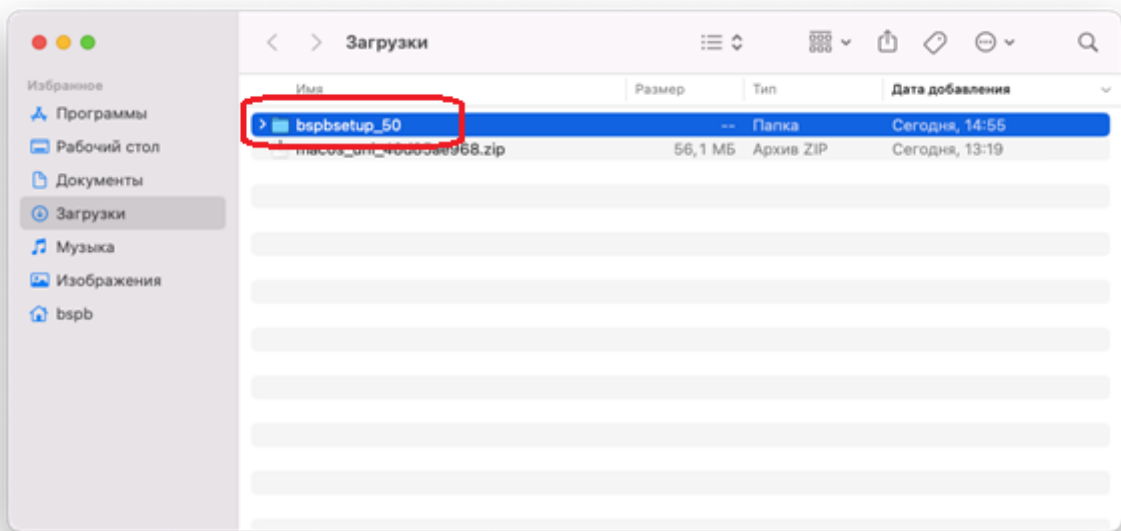 Загрузки
Избранное
Программы
Рабочий стол
Документы
Загрузки
Музыка
Изображения
bspb
Имя Размер Тип Дата добавления
bspbsetup_50 -- Папка Сегодня, 14:55
56,1 МБ Архив ZIP Сегодня, 13:19